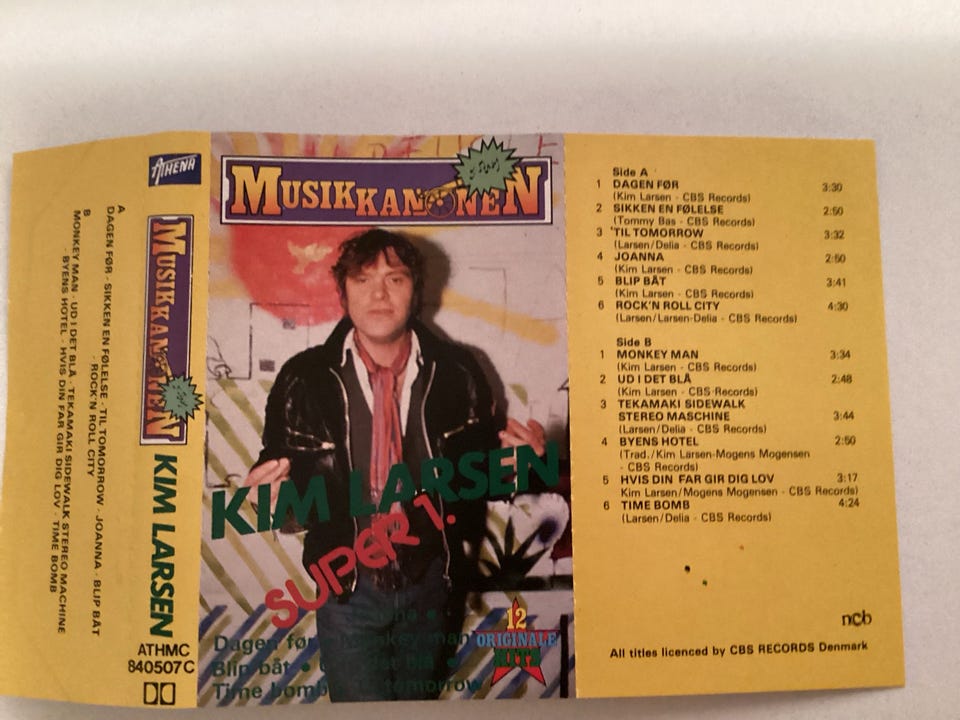 A
DAGEN FØR · SIKKEN EN FØLELSE · TIL TOMORROW · JOANNA · BLIP BÅT
· ROCK'N ROLL CITY
B
MONKEY MAN · UD I DET BLÅ · TEKAMAKI SIDEWALK STEREO MACHINE
· BYENS HOTEL · HVIS DIN FAR GIR DIG LOV · TIME BOMB
ATHENA
MUSIKKANONEN
KIM LARSEN
ATHMC
840507C
MUSIKKANONEN
KIM LARSEN
SUPER 1.
Dagen før Monkey man
Blip båt • det blå •
Time bomb tomorrow
12
ORIGINALE
HITS
Side A
1 DAGEN FØR 3:30
(Kim Larsen - CBS Records)
2 SIKKEN EN FØLELSE 2:50
(Tommy Bas - CBS Records)
3 'TIL TOMORROW 3:32
(Larsen/Delia - CBS Records)
4 JOANNA 2:50
(Kim Larsen - CBS Records)
5 BLIP BÅT 3:41
(Kim Larsen - CBS Records)
6 ROCK'N ROLL CITY 4:30
(Larsen/Larsen-Delia - CBS Records)
Side B
1 MONKEY MAN 3:34
(Kim Larsen - CBS Records)
2 UD I DET BLÅ 2:48
(Kim Larsen - CBS Records)
3 TEKAMAKI SIDEWALK
STEREO MASCHINE 3:44
(Larsen/Delia - CBS Records)
4 BYENS HOTEL 2:50
(Trad./Kim Larsen-Mogens Mogensen
- CBS Records)
5 HVIS DIN FAR GIR DIG LOV 3:17
Kim Larsen/Mogens Mogensen - CBS Records)
6 TIME BOMB 4:24
(Larsen/Delia - CBS Records)
ncb
All titles licenced by CBS RECORDS Denmark